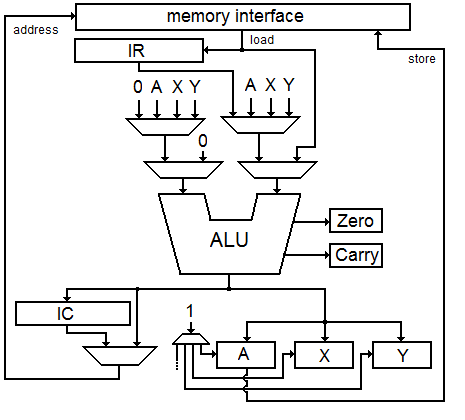 memory interface
address
load
IR
store
0 A X Y
A X Y
0
ALU
Zero
Carry
IC
1
A
X
Y